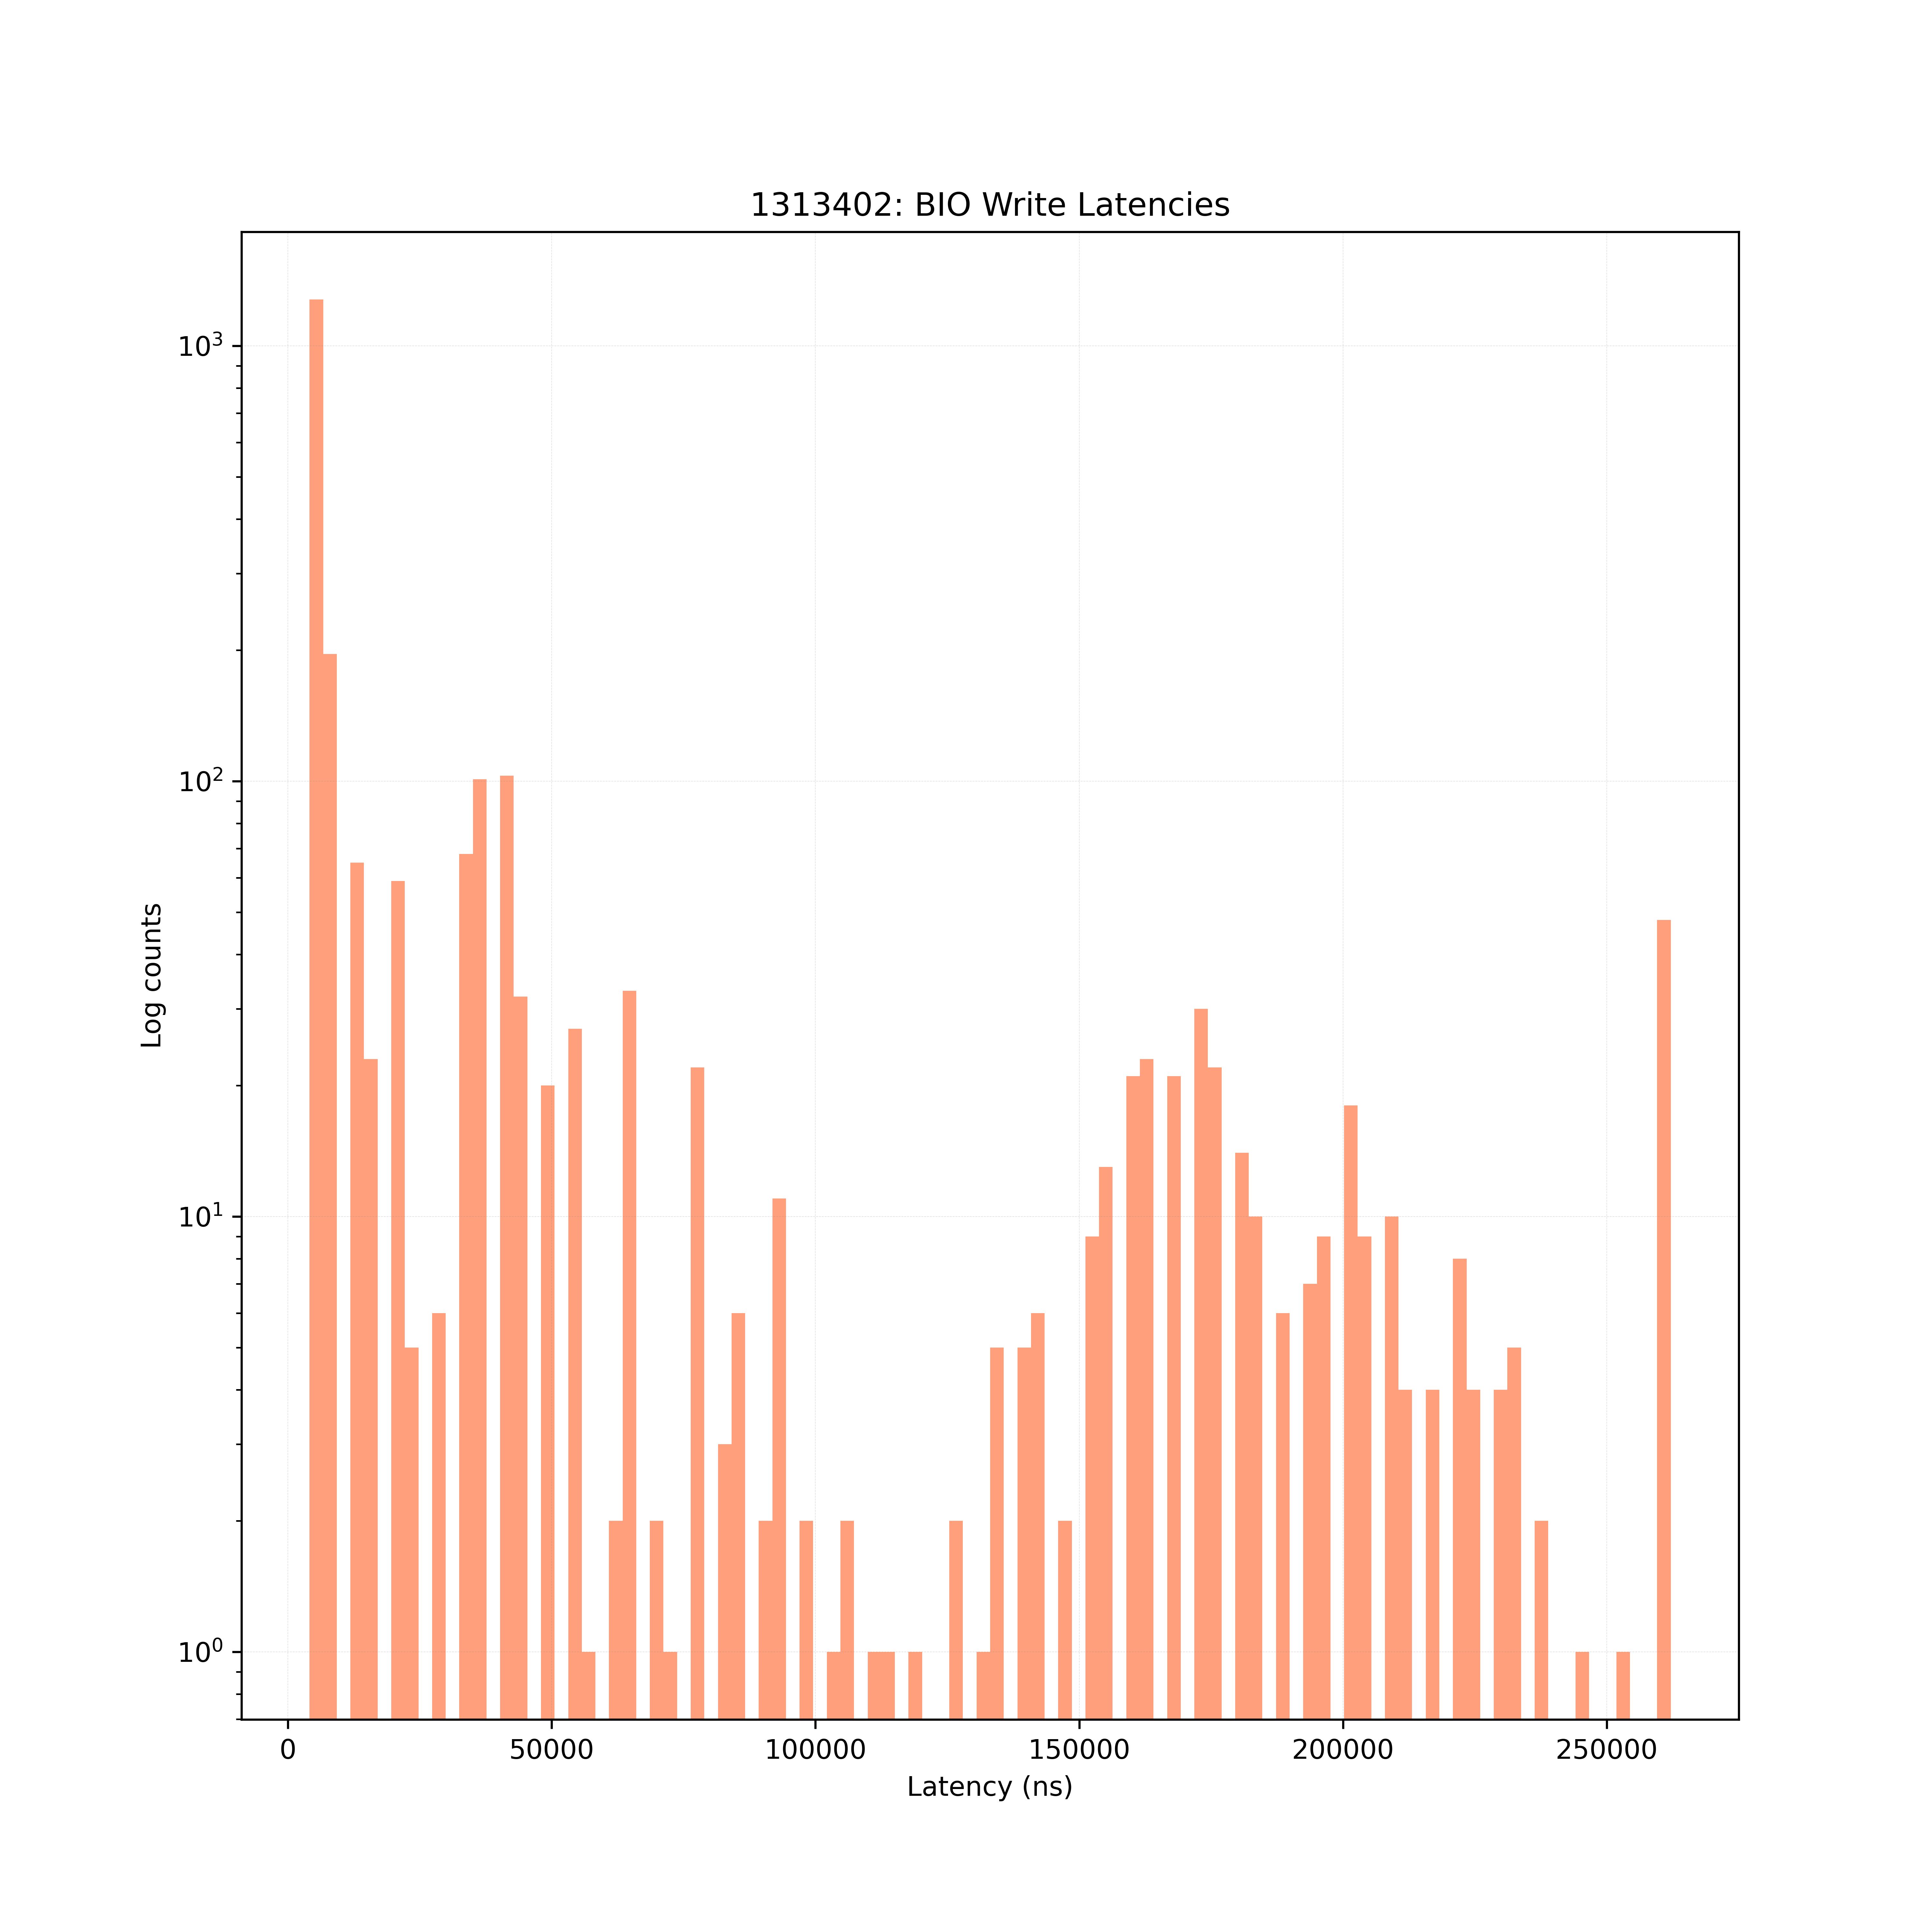 1313402: BIO Write Latencies
10³
10²
10¹
10⁰
Log counts
0 50000 100000 150000 200000 250000
Latency (ns)